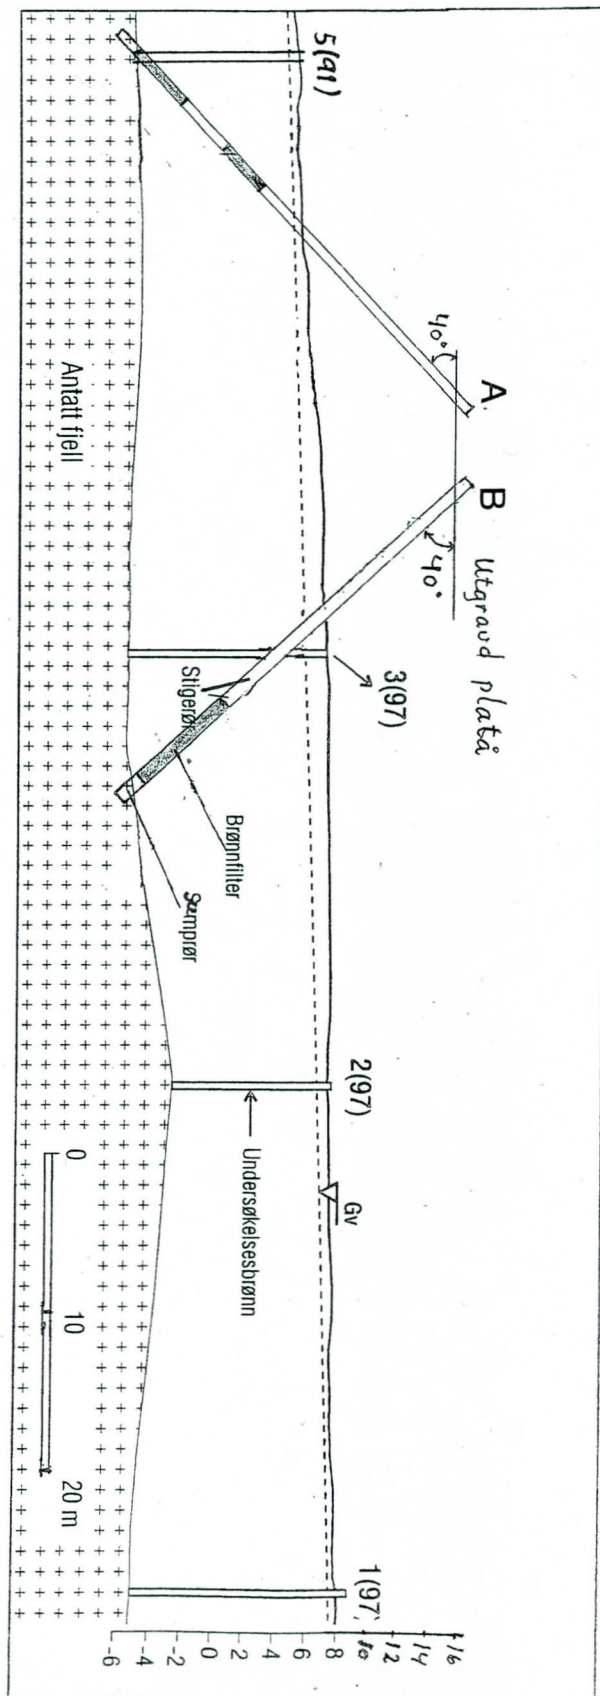 5(91)
A
40°
B
40°
Utgravd platå
3(97)
Stigerør
Brønnfilter
Sumprør
2(97)
Undersøkelsesbrønn
Gv
1(97)
Antatt fjell
0
10
20 m
16
14
12
10
8
6
4
2
0
-2
-4
-6